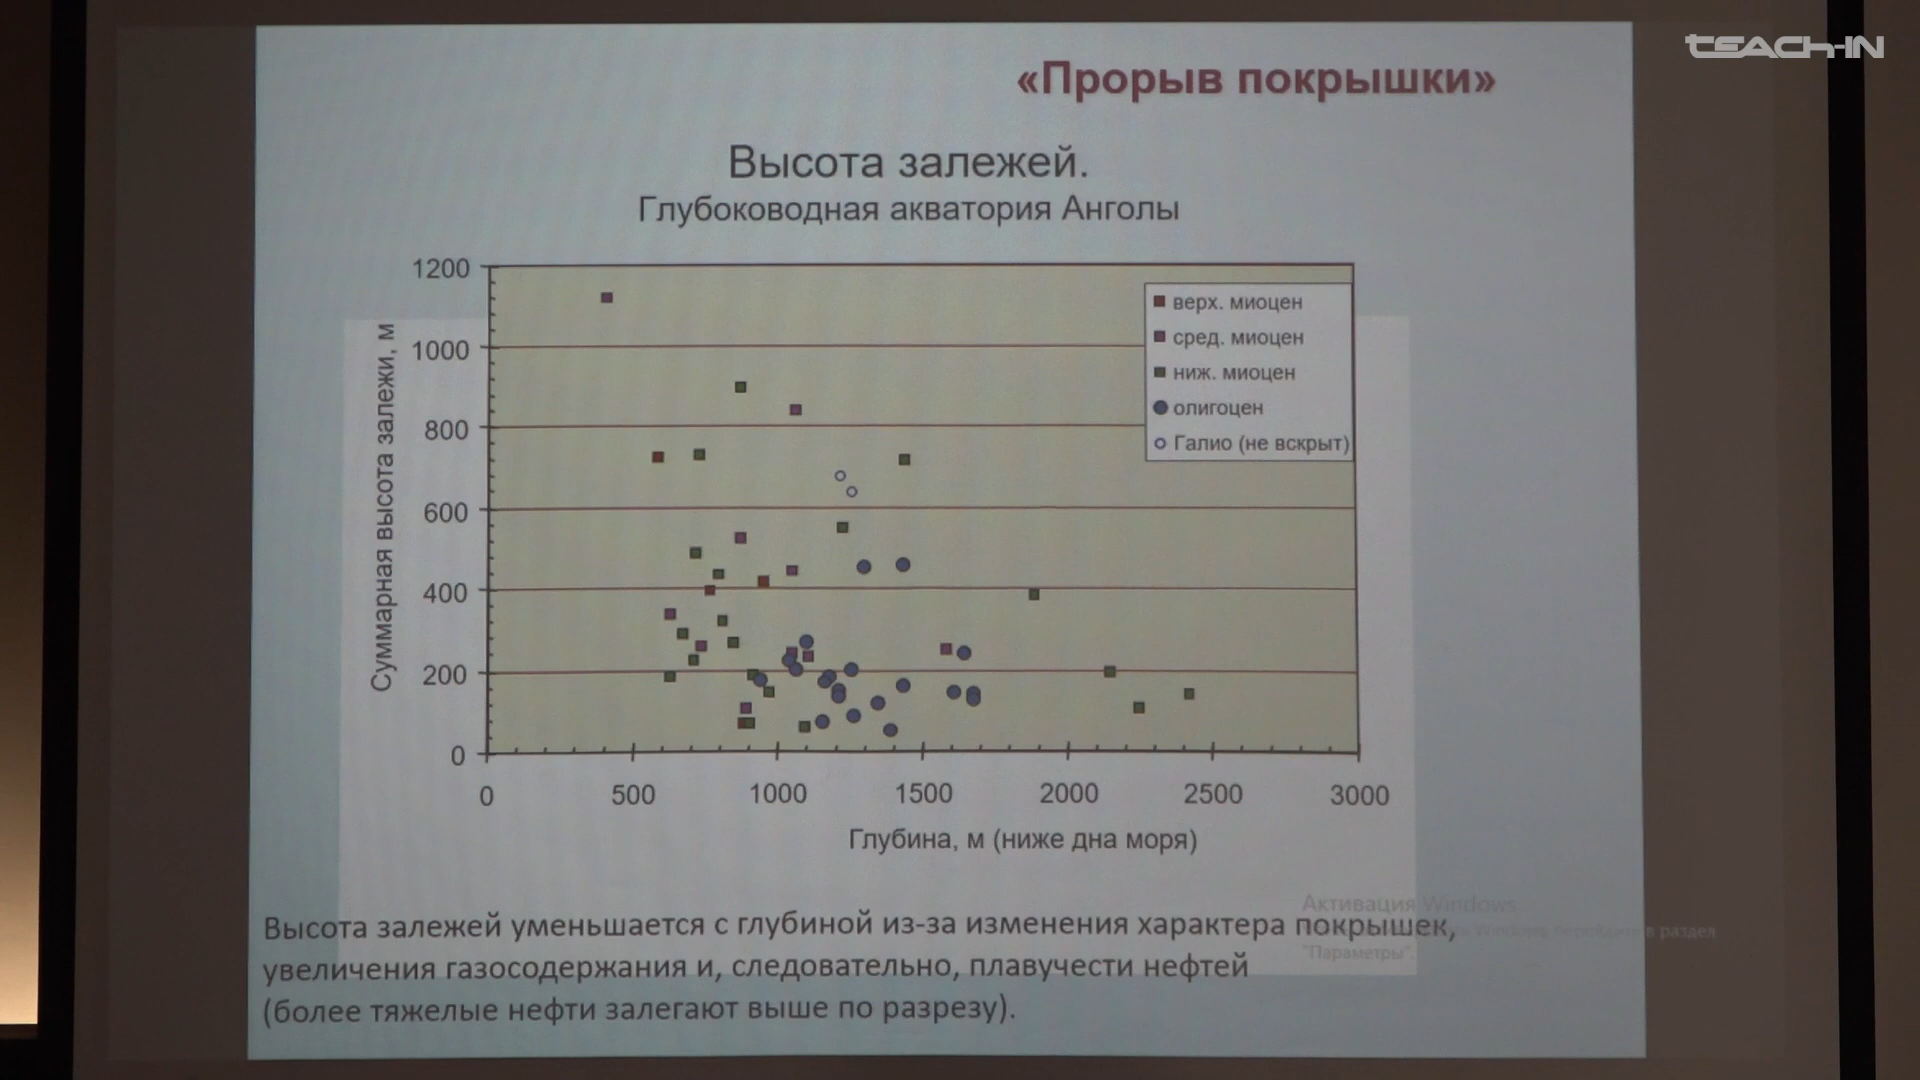 TEACH-IN
«Прорыв покрышки»
Высота залежей.
Глубоководная акватория Анголы
1200
1000
800
600
400
200
0
Суммарная высота залежи, м
верх. миоцен
сред. миоцен
ниж. миоцен
олигоцен
Галио (не вскрыт)
0 500 1000 1500 2000 2500 3000
Глубина, м (ниже дна моря)
Активация Windows
в раздел
"Параметры".
Высота залежей уменьшается с глубиной из-за изменения характера покрышек,
увеличения газосодержания и, следовательно, плавучести нефтей
(более тяжелые нефти залегают выше по разрезу).